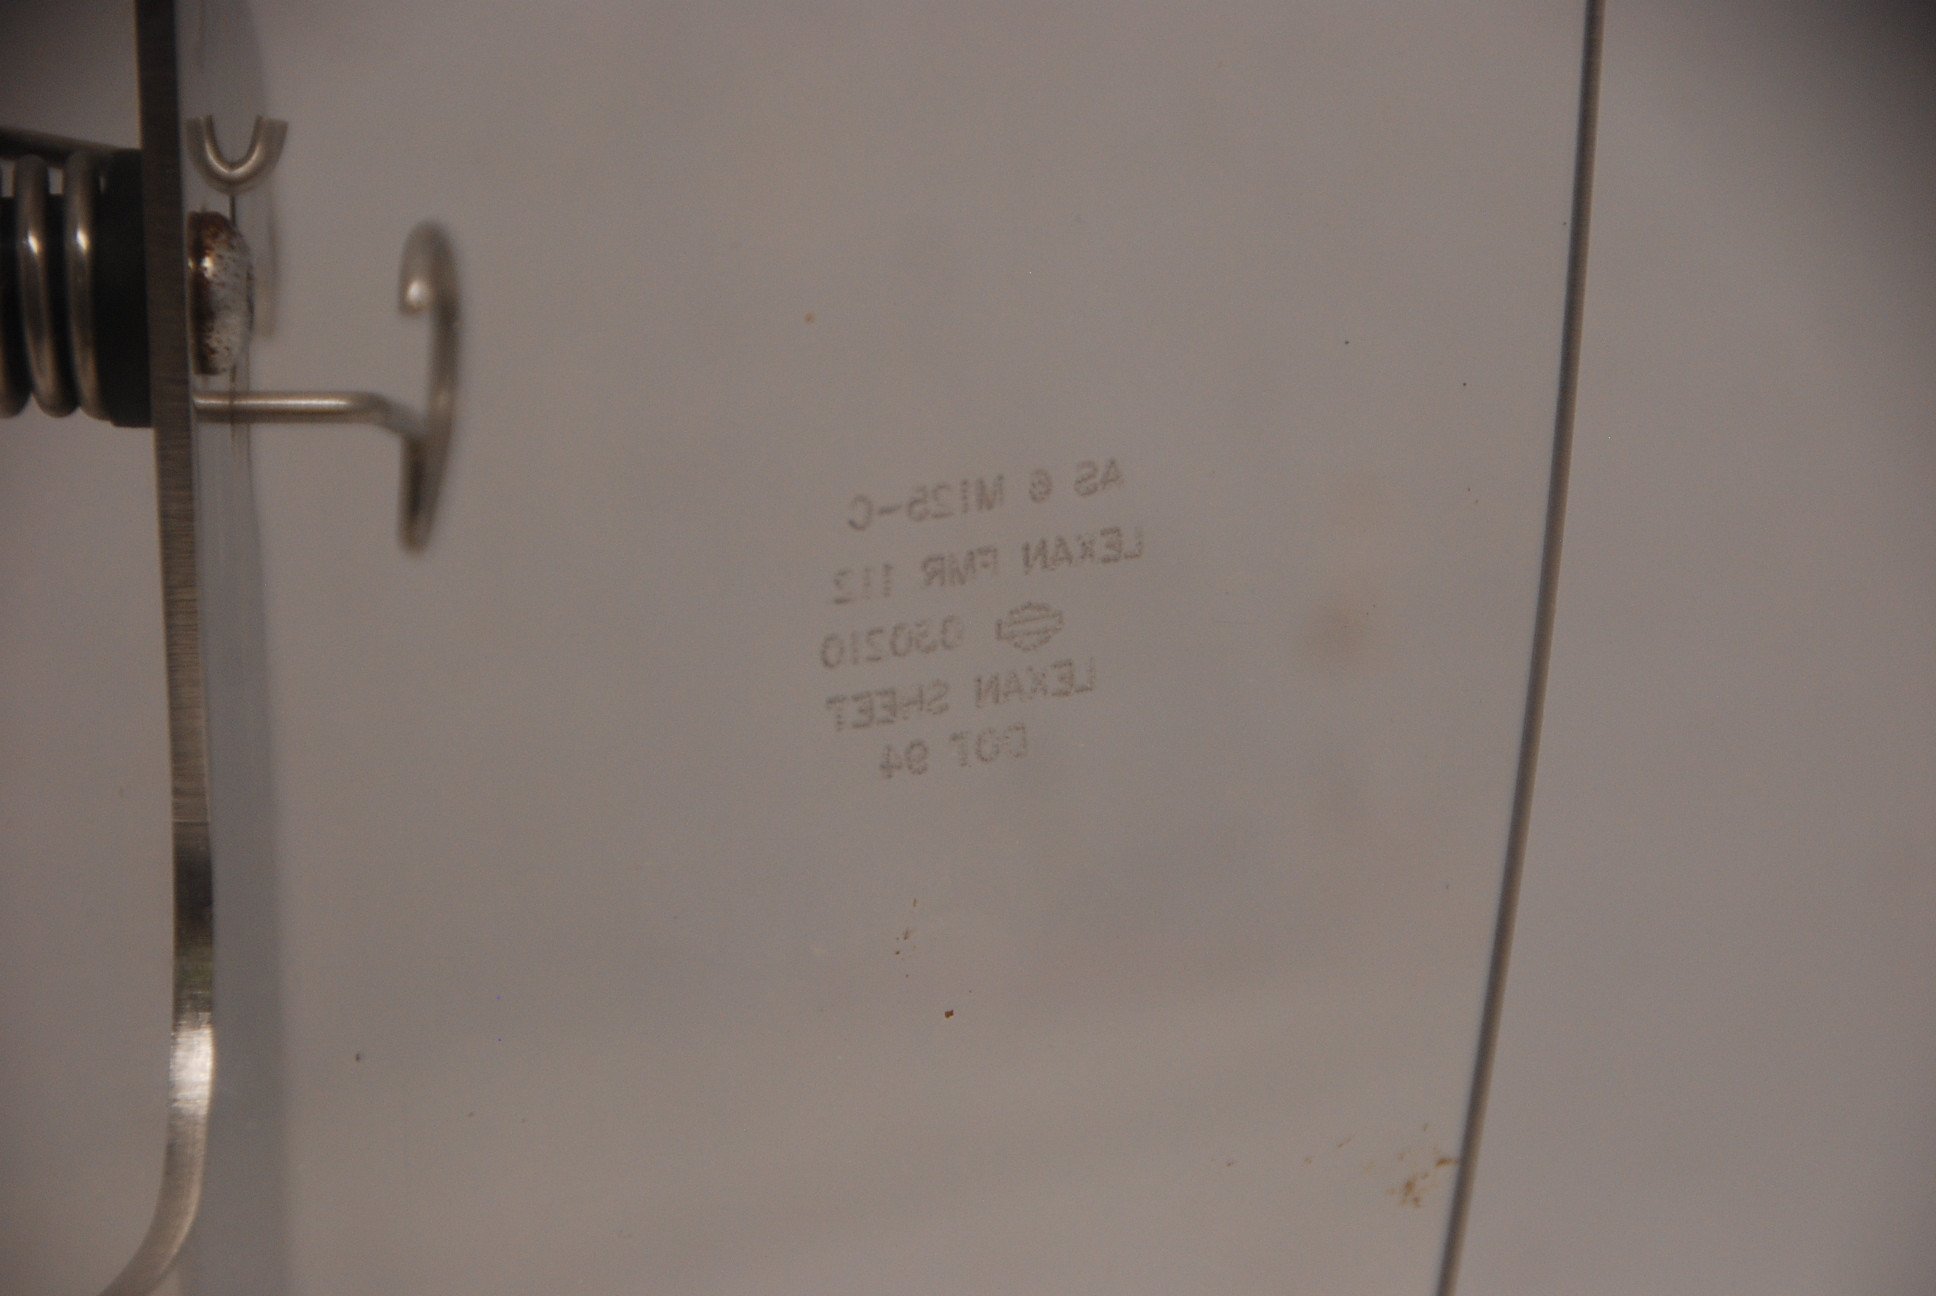 AS 6 M125-C
LEXAN FMR 112
050210
LEXAN SHEET
DOT 94